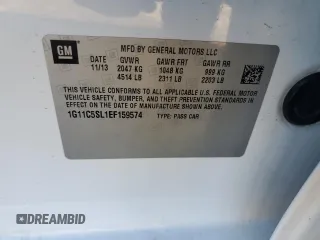 GM
MFD BY GENERAL MOTORS LLC
11/13 GVWR GAWR FRT GAWR RR
2047 KG 1048 KG 999 KG
4514 LB 2311 LB 2203 LB
THIS VEHICLE CONFORMS TO ALL APPLICABLE U.S. FEDERAL MOTOR
VEHICLE SAFETY, BUMPER, AND THEFT PREVENTION STANDARDS
IN EFFECT ON THE DATE OF MANUFACTURE SHOWN ABOVE.
1G11C5SL1EF159574 TYPE: PASS CAR
DREAMBID